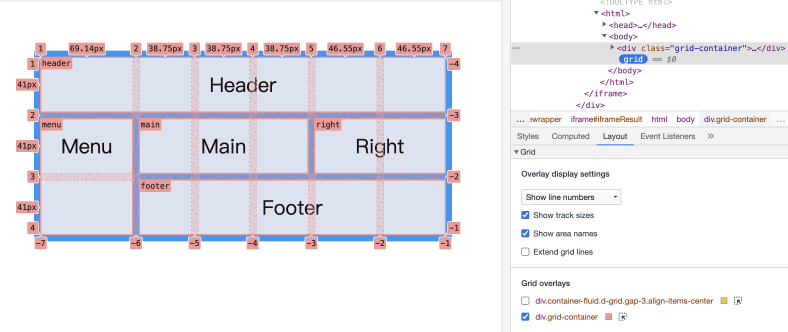 1 69.14px 2 38.75px 3 38.75px 4 38.75px 5 46.55px 6 46.55px 7
1 header −4
41px Header
2 −3
menu main right
41px Menu Main Right
3 −2
footer
41px Footer
4 −1
−7 −6 −5 −4 −3 −2 −1
<!DOCTYPE html>
<html>
<head>…</head>
<body>
… <div class="grid-container">…</div>
grid == $0
</body>
</html>
</iframe>
</div>
… wrapper iframe#iframeResult html body div.grid-container …
Styles Computed Layout Event Listeners »
Grid
Overlay display settings
Show line numbers
Show track sizes
Show area names
Extend grid lines
Grid overlays
div.container-fluid.d-grid.gap-3.align-items-center
div.grid-container